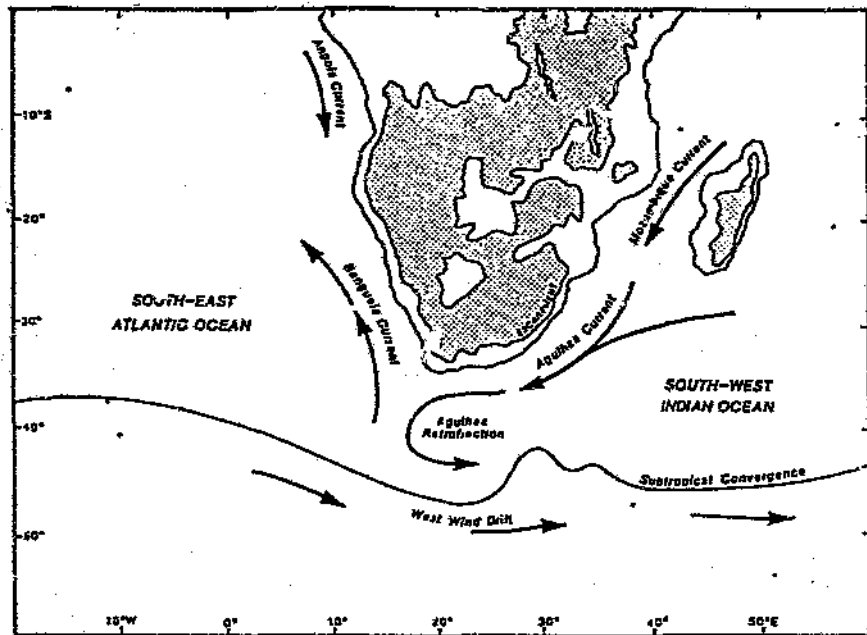 Angola Current
10°S
Mozambique Current
20°
SOUTH-EAST
ATLANTIC OCEAN
Benguela Current
Escarpment
30°
Agulhas Current
SOUTH-WEST
INDIAN OCEAN
Agulhas
Retroflection
40°
Subtropical Convergence
West Wind Drift
50°
10°W
0°
10°
20°
30°
40°
50°E